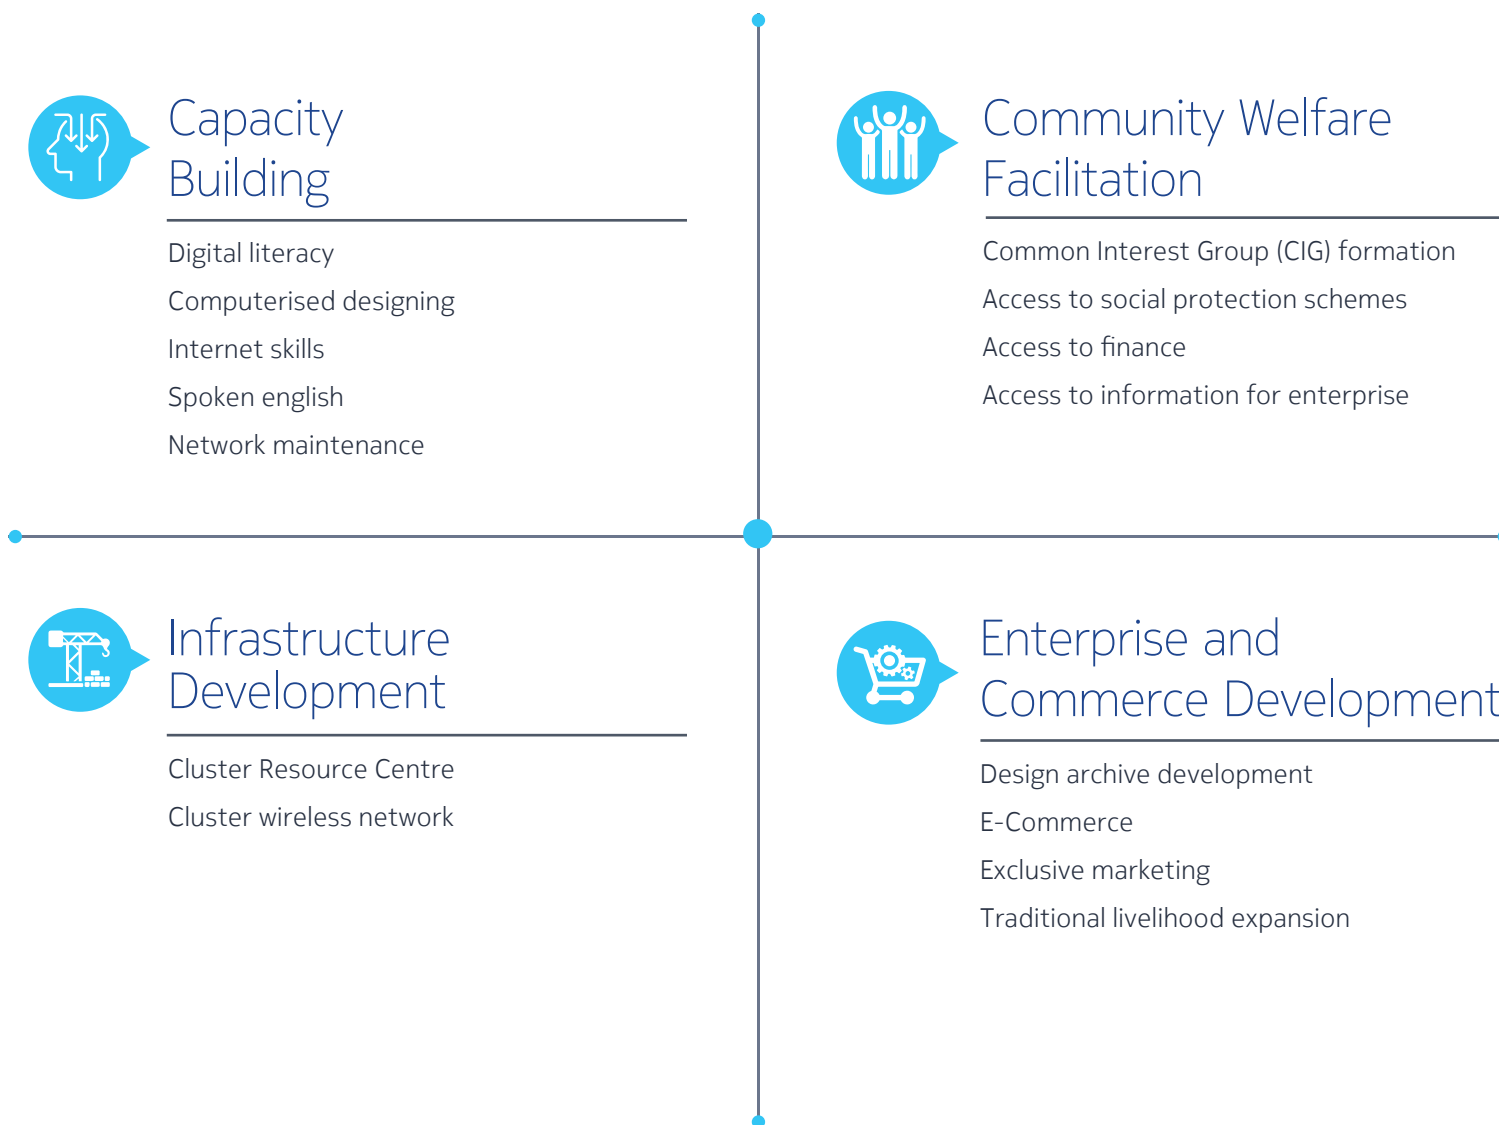 Capacity
Building
Digital literacy
Computerised designing
Internet skills
Spoken english
Network maintenance
Community Welfare
Facilitation
Common Interest Group (CIG) formation
Access to social protection schemes
Access to finance
Access to information for enterprise
Infrastructure
Development
Cluster Resource Centre
Cluster wireless network
Enterprise and
Commerce Development
Design archive development
E-Commerce
Exclusive marketing
Traditional livelihood expansion